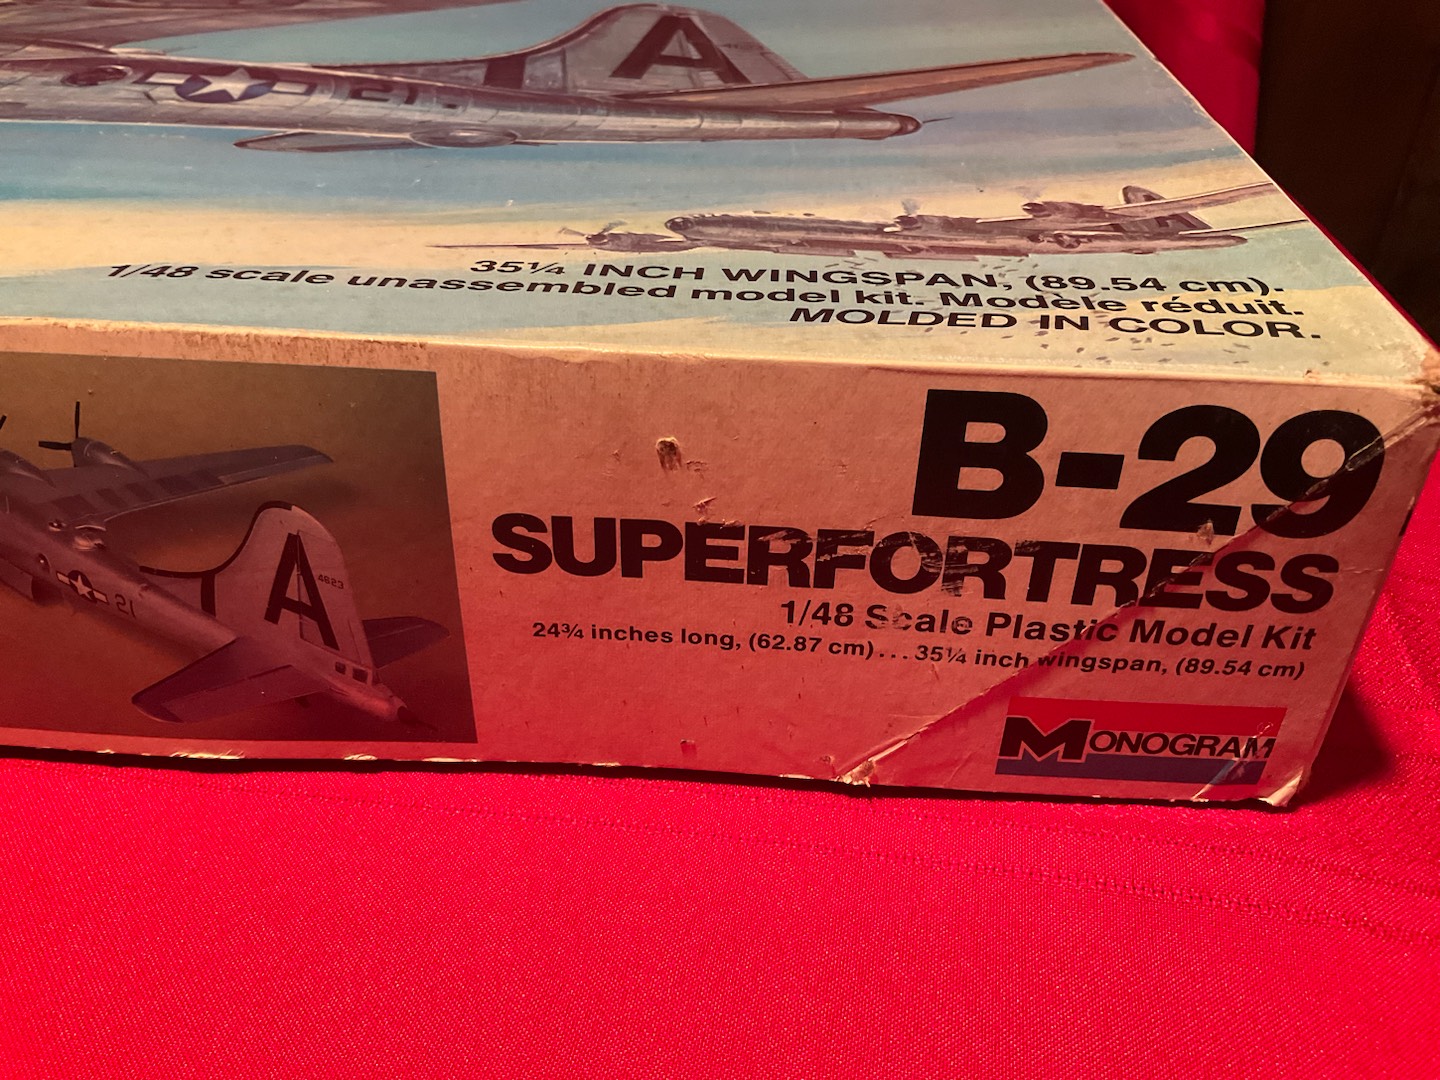 A
21
35¼ INCH WINGSPAN, (89.54 cm).
1/48 scale unassembled model kit. Modèle réduit.
MOLDED IN COLOR.
B-29
SUPERFORTRESS
1/48 Scale Plastic Model Kit
24¾ inches long, (62.87 cm)...35¼ inch wingspan, (89.54 cm)
A
4623
21
MONOGRAM